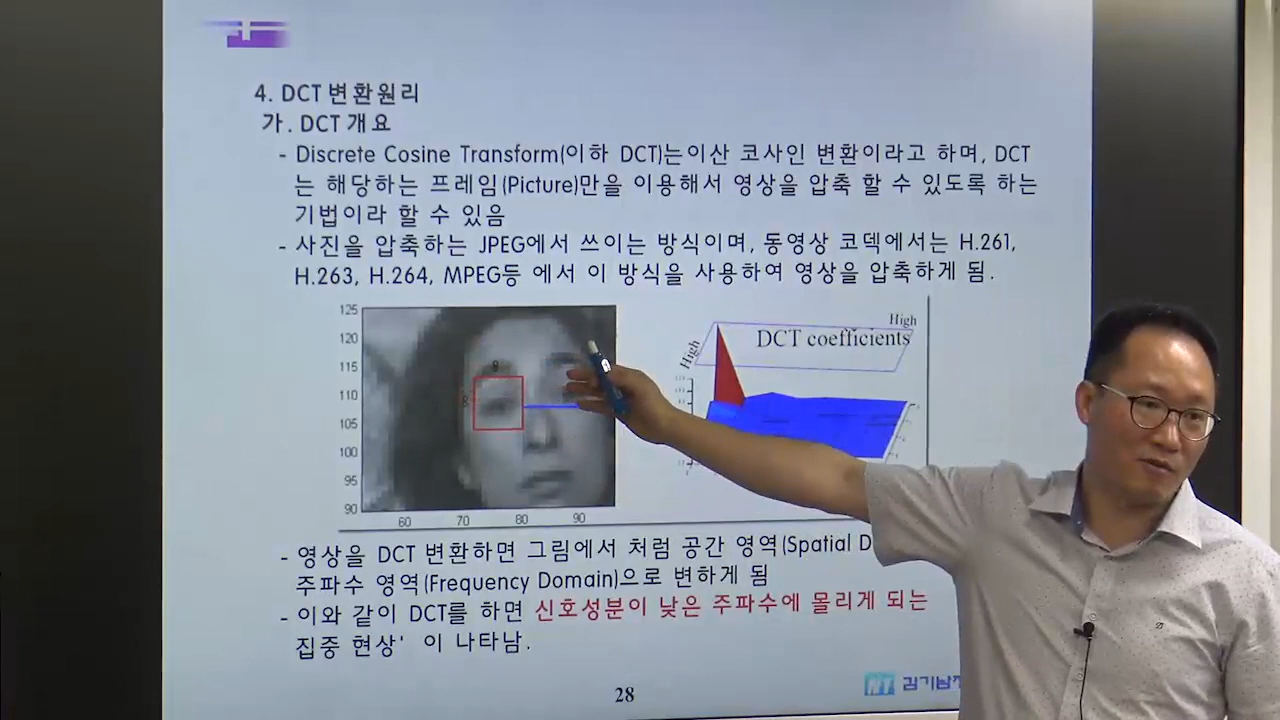 4. DCT 변환원리
가. DCT 개요
- Discrete Cosine Transform(이하 DCT)는이산 코사인 변환이라고 하며, DCT
는 해당하는 프레임(Picture)만을 이용해서 영상을 압축 할 수 있도록 하는
기법이라 할 수 있음
- 사진을 압축하는 JPEG에서 쓰이는 방식이며, 동영상 코덱에서는 H.261,
H.263, H.264, MPEG등 에서 이 방식을 사용하여 영상을 압축하게 됨.
125
120
115
110
105
100
95
90
60 70 80 90
8
8
High
High
DCT coefficients
- 영상을 DCT 변환하면 그림에서 처럼 공간 영역(Spatial D
주파수 영역(Frequency Domain)으로 변하게 됨
- 이와 같이 DCT를 하면 신호성분이 낮은 주파수에 몰리게 되는
집중 현상' 이 나타남.
28
NT 김기남